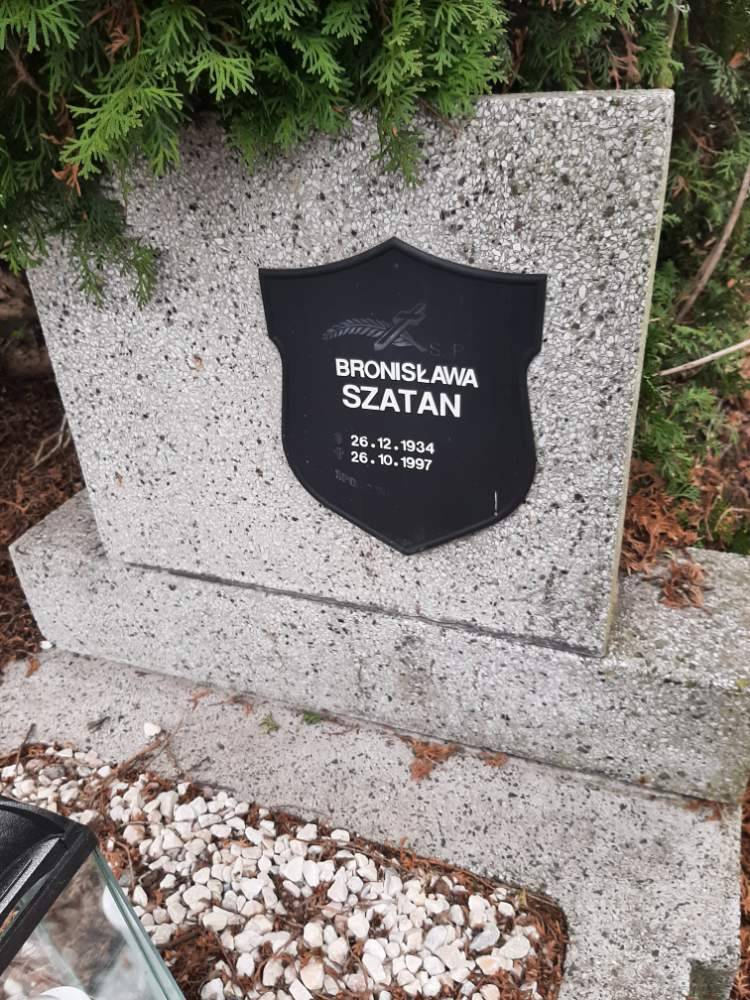 Ś.P.
BRONISŁAWA
SZATAN
26.12.1934
26.10.1997